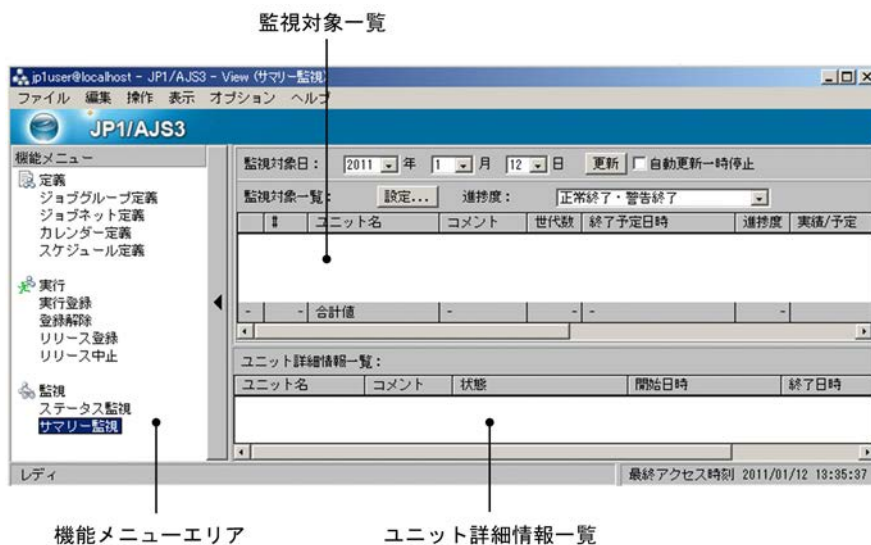 監視対象一覧
jp1user@localhost - JP1/AJS3 - View (サマリー監視)
ファイル 編集 操作 表示 オプション ヘルプ
JP1/AJS3
機能メニュー
定義
ジョブグループ定義
ジョブネット定義
カレンダー定義
スケジュール定義
実行
実行登録
登録解除
リリース登録
リリース中止
監視
ステータス監視
サマリー監視
監視対象日: 2011 年 1 月 12 日 更新 自動更新一時停止
監視対象一覧: 設定... 進捗度: 正常終了・警告終了
ユニット名 コメント 世代数 終了予定日時 進捗度 実績/予定
- - 合計値 - - - -
ユニット詳細情報一覧:
ユニット名 コメント 状態 開始日時 終了日時
レディ 最終アクセス時刻 2011/01/12 13:35:37
機能メニューエリア ユニット詳細情報一覧